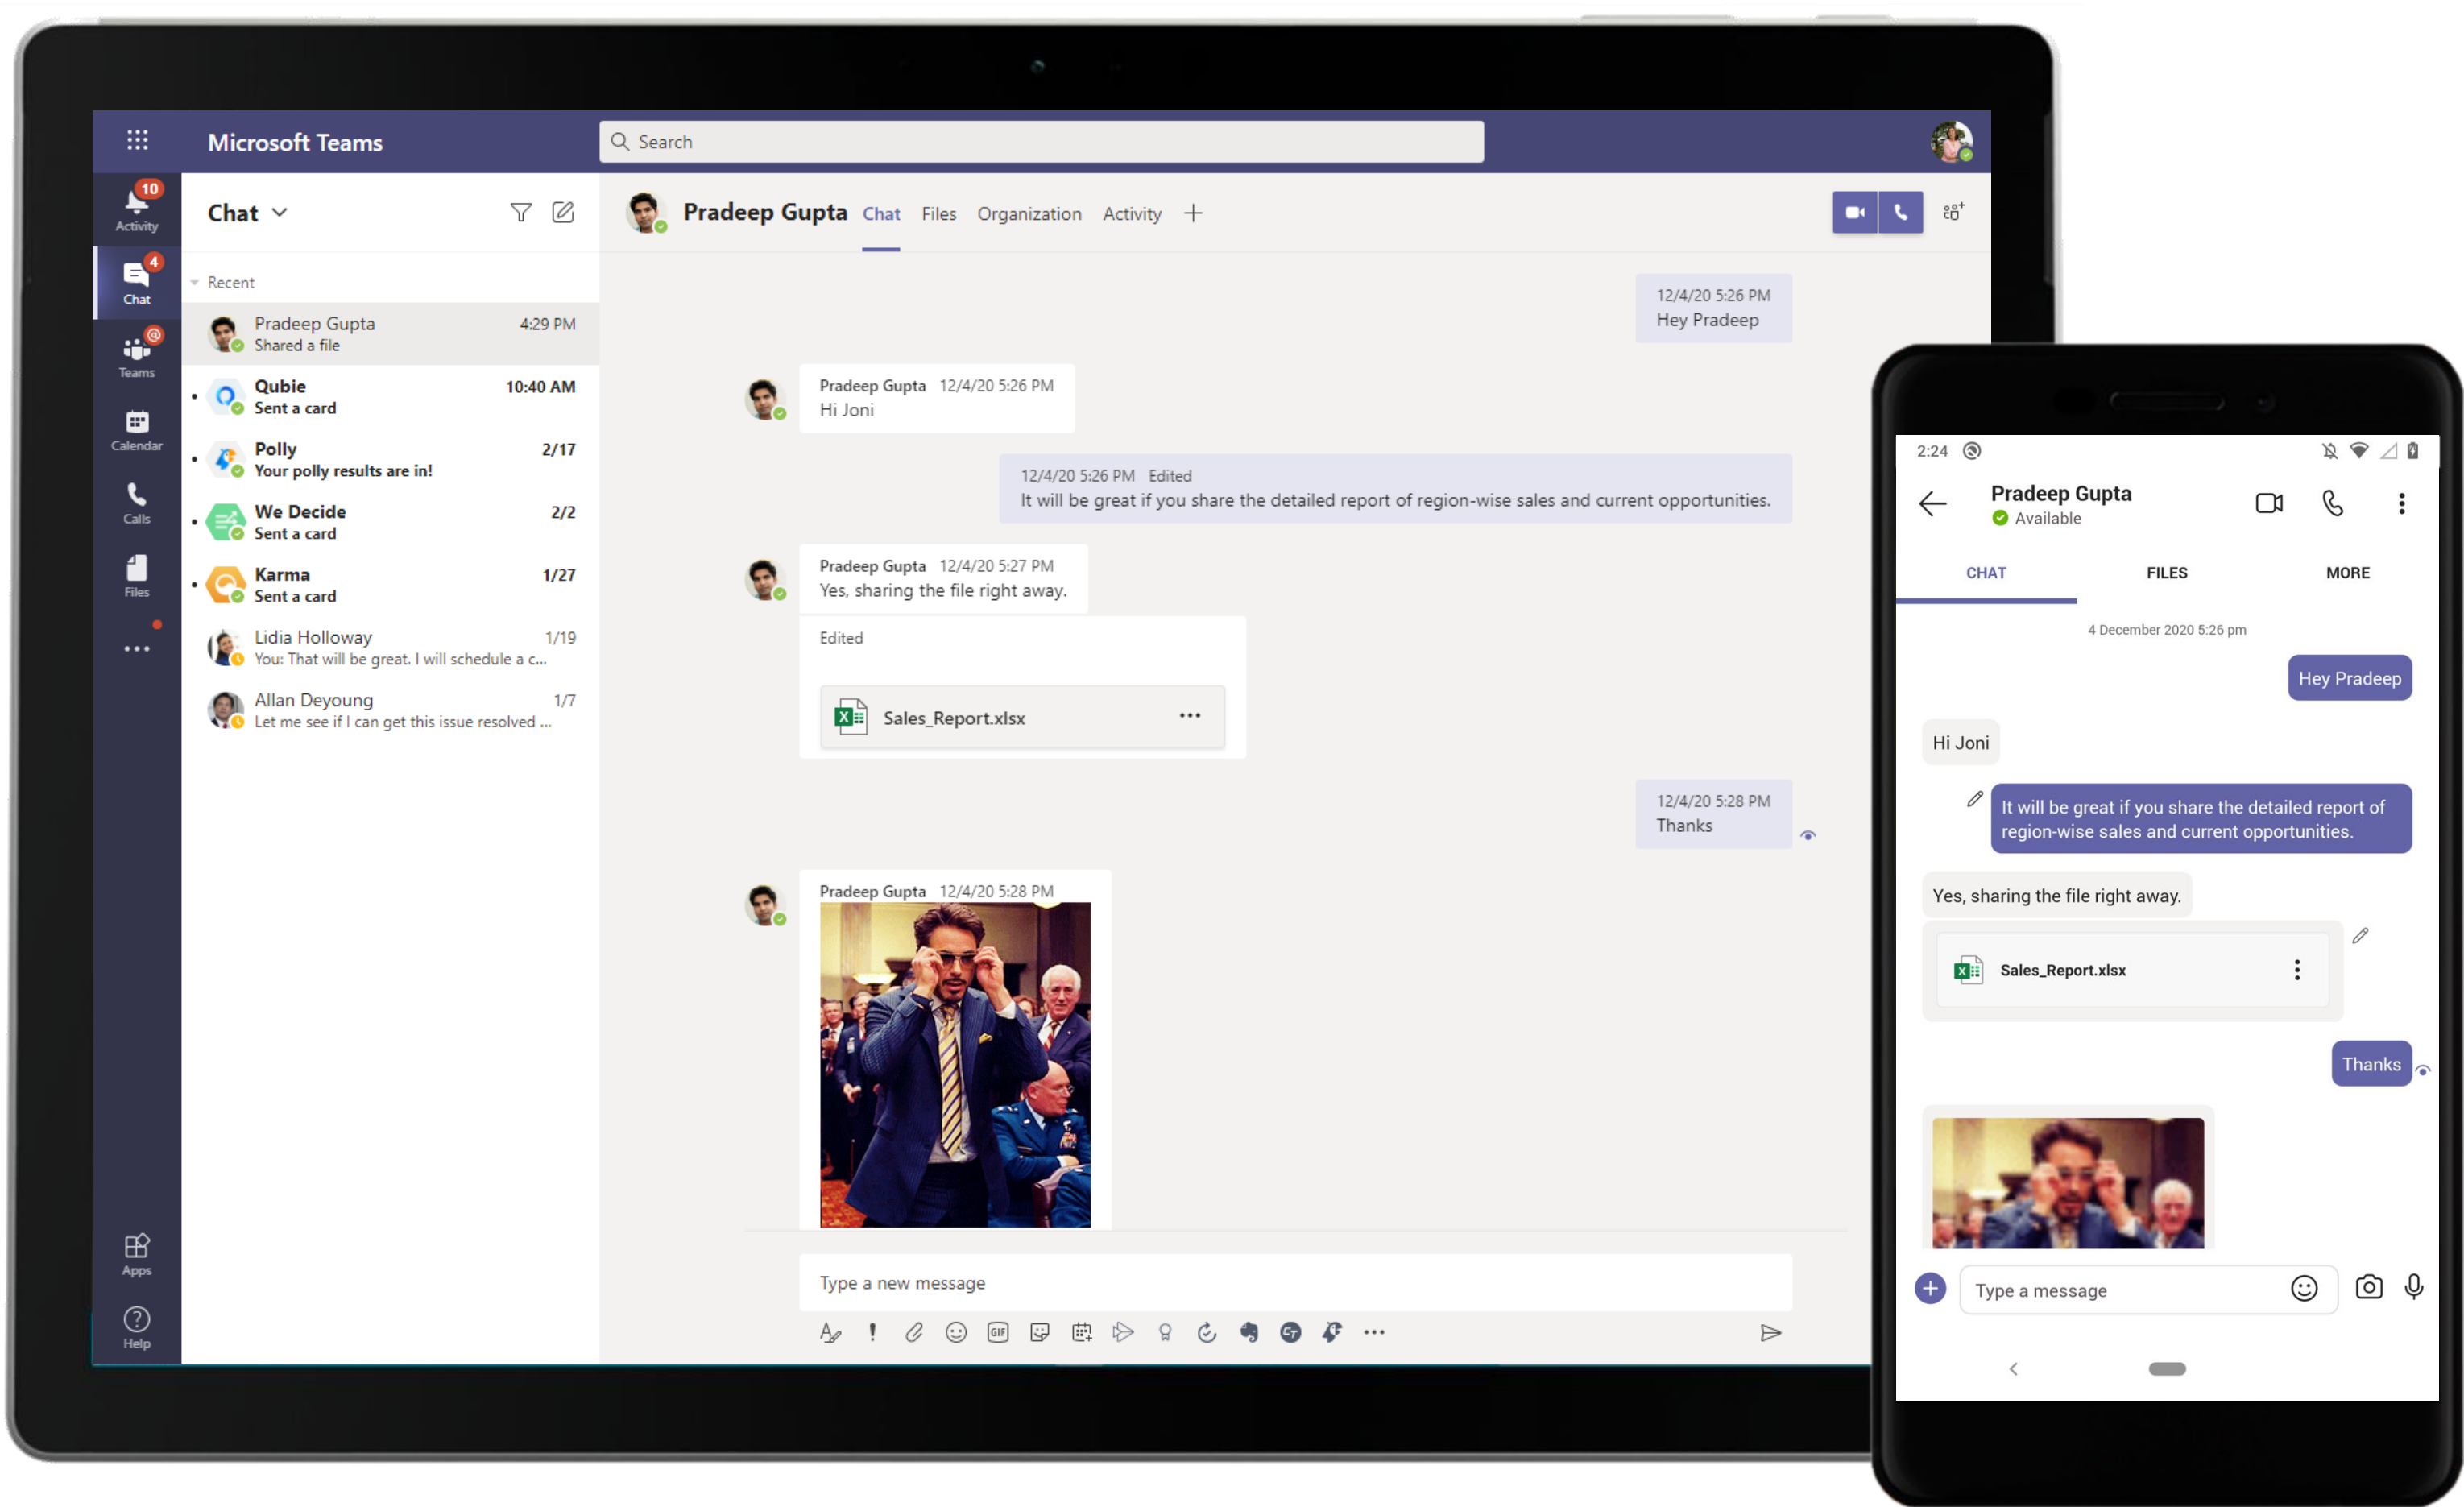 Microsoft Teams
Search
10
Activity
4
Chat
@
Teams
Calendar
Calls
Files
Apps
Help
Chat
Recent
Pradeep Gupta 4:29 PM
Shared a file
Qubie 10:40 AM
Sent a card
Polly 2/17
Your polly results are in!
We Decide 2/2
Sent a card
Karma 1/27
Sent a card
Lidia Holloway 1/19
You: That will be great. I will schedule a c...
Allan Deyoung 1/7
Let me see if I can get this issue resolved ...
Pradeep Gupta Chat Files Organization Activity
12/4/20 5:26 PM
Hey Pradeep
Pradeep Gupta 12/4/20 5:26 PM
Hi Joni
12/4/20 5:26 PM Edited
It will be great if you share the detailed report of region-wise sales and current opportunities.
Pradeep Gupta 12/4/20 5:27 PM
Yes, sharing the file right away.
Edited
Sales_Report.xlsx
12/4/20 5:28 PM
Thanks
Pradeep Gupta 12/4/20 5:28 PM
Type a new message
GIF
2:24
Pradeep Gupta
Available
CHAT FILES MORE
4 December 2020 5:26 pm
Hey Pradeep
Hi Joni
It will be great if you share the detailed report of
region-wise sales and current opportunities.
Yes, sharing the file right away.
Sales_Report.xlsx
Thanks
Type a message